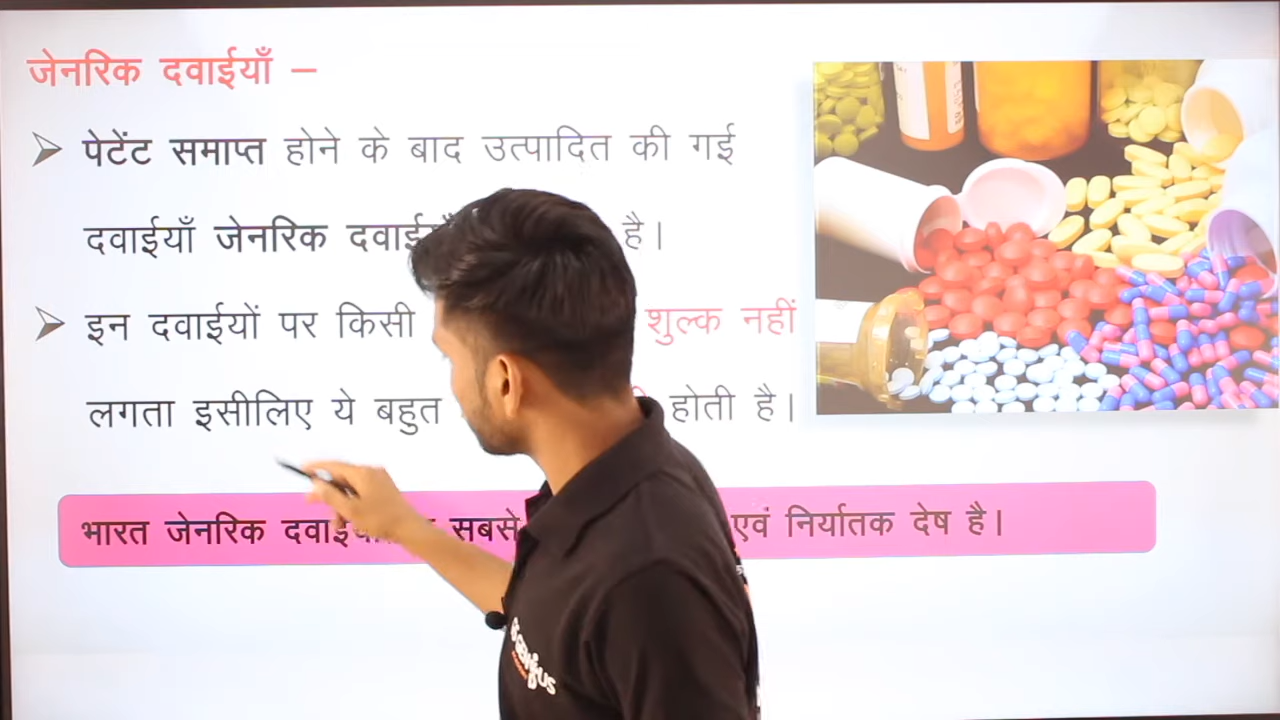 जेनरिक दवाईयाँ –
पेटेंट समाप्त होने के बाद उत्पादित की गई
दवाईयाँ जेनरिक है।
इन दवाईयों पर किसी शुल्क नहीं
लगता इसीलिए ये बहुत होती है।
भारत जेनरिक सबसे एवं निर्यातक देष है।